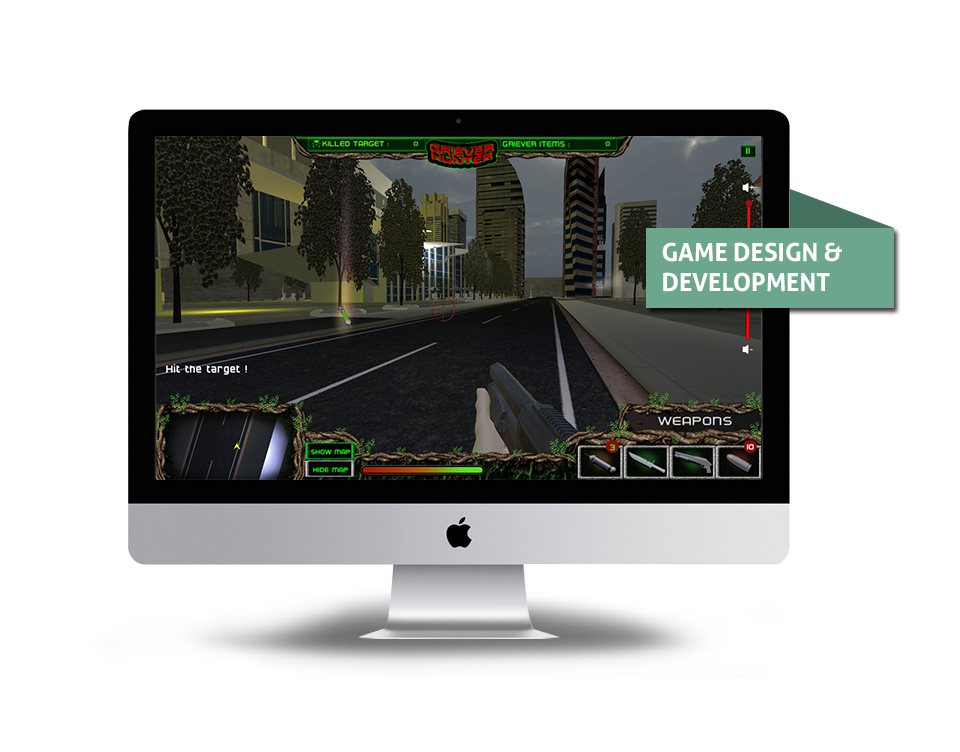 KILLED TARGET : 0
GRIEVER HUNTER
GRIEVER ITEMS : 0
GAME DESIGN &
DEVELOPMENT
Hit the target !
WEAPONS
SHOW MAP
HIDE MAP
3
10